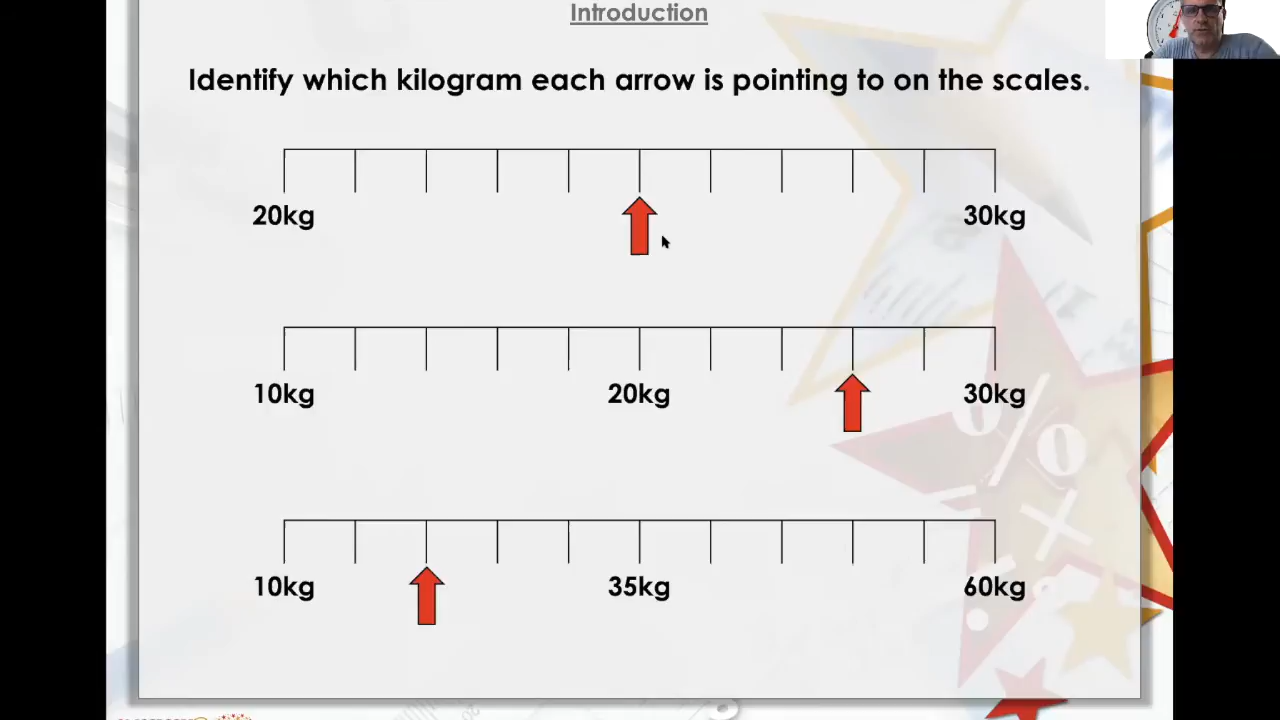 Introduction
Identify which kilogram each arrow is pointing to on the scales.
20kg 30kg
10kg 20kg 30kg
10kg 35kg 60kg